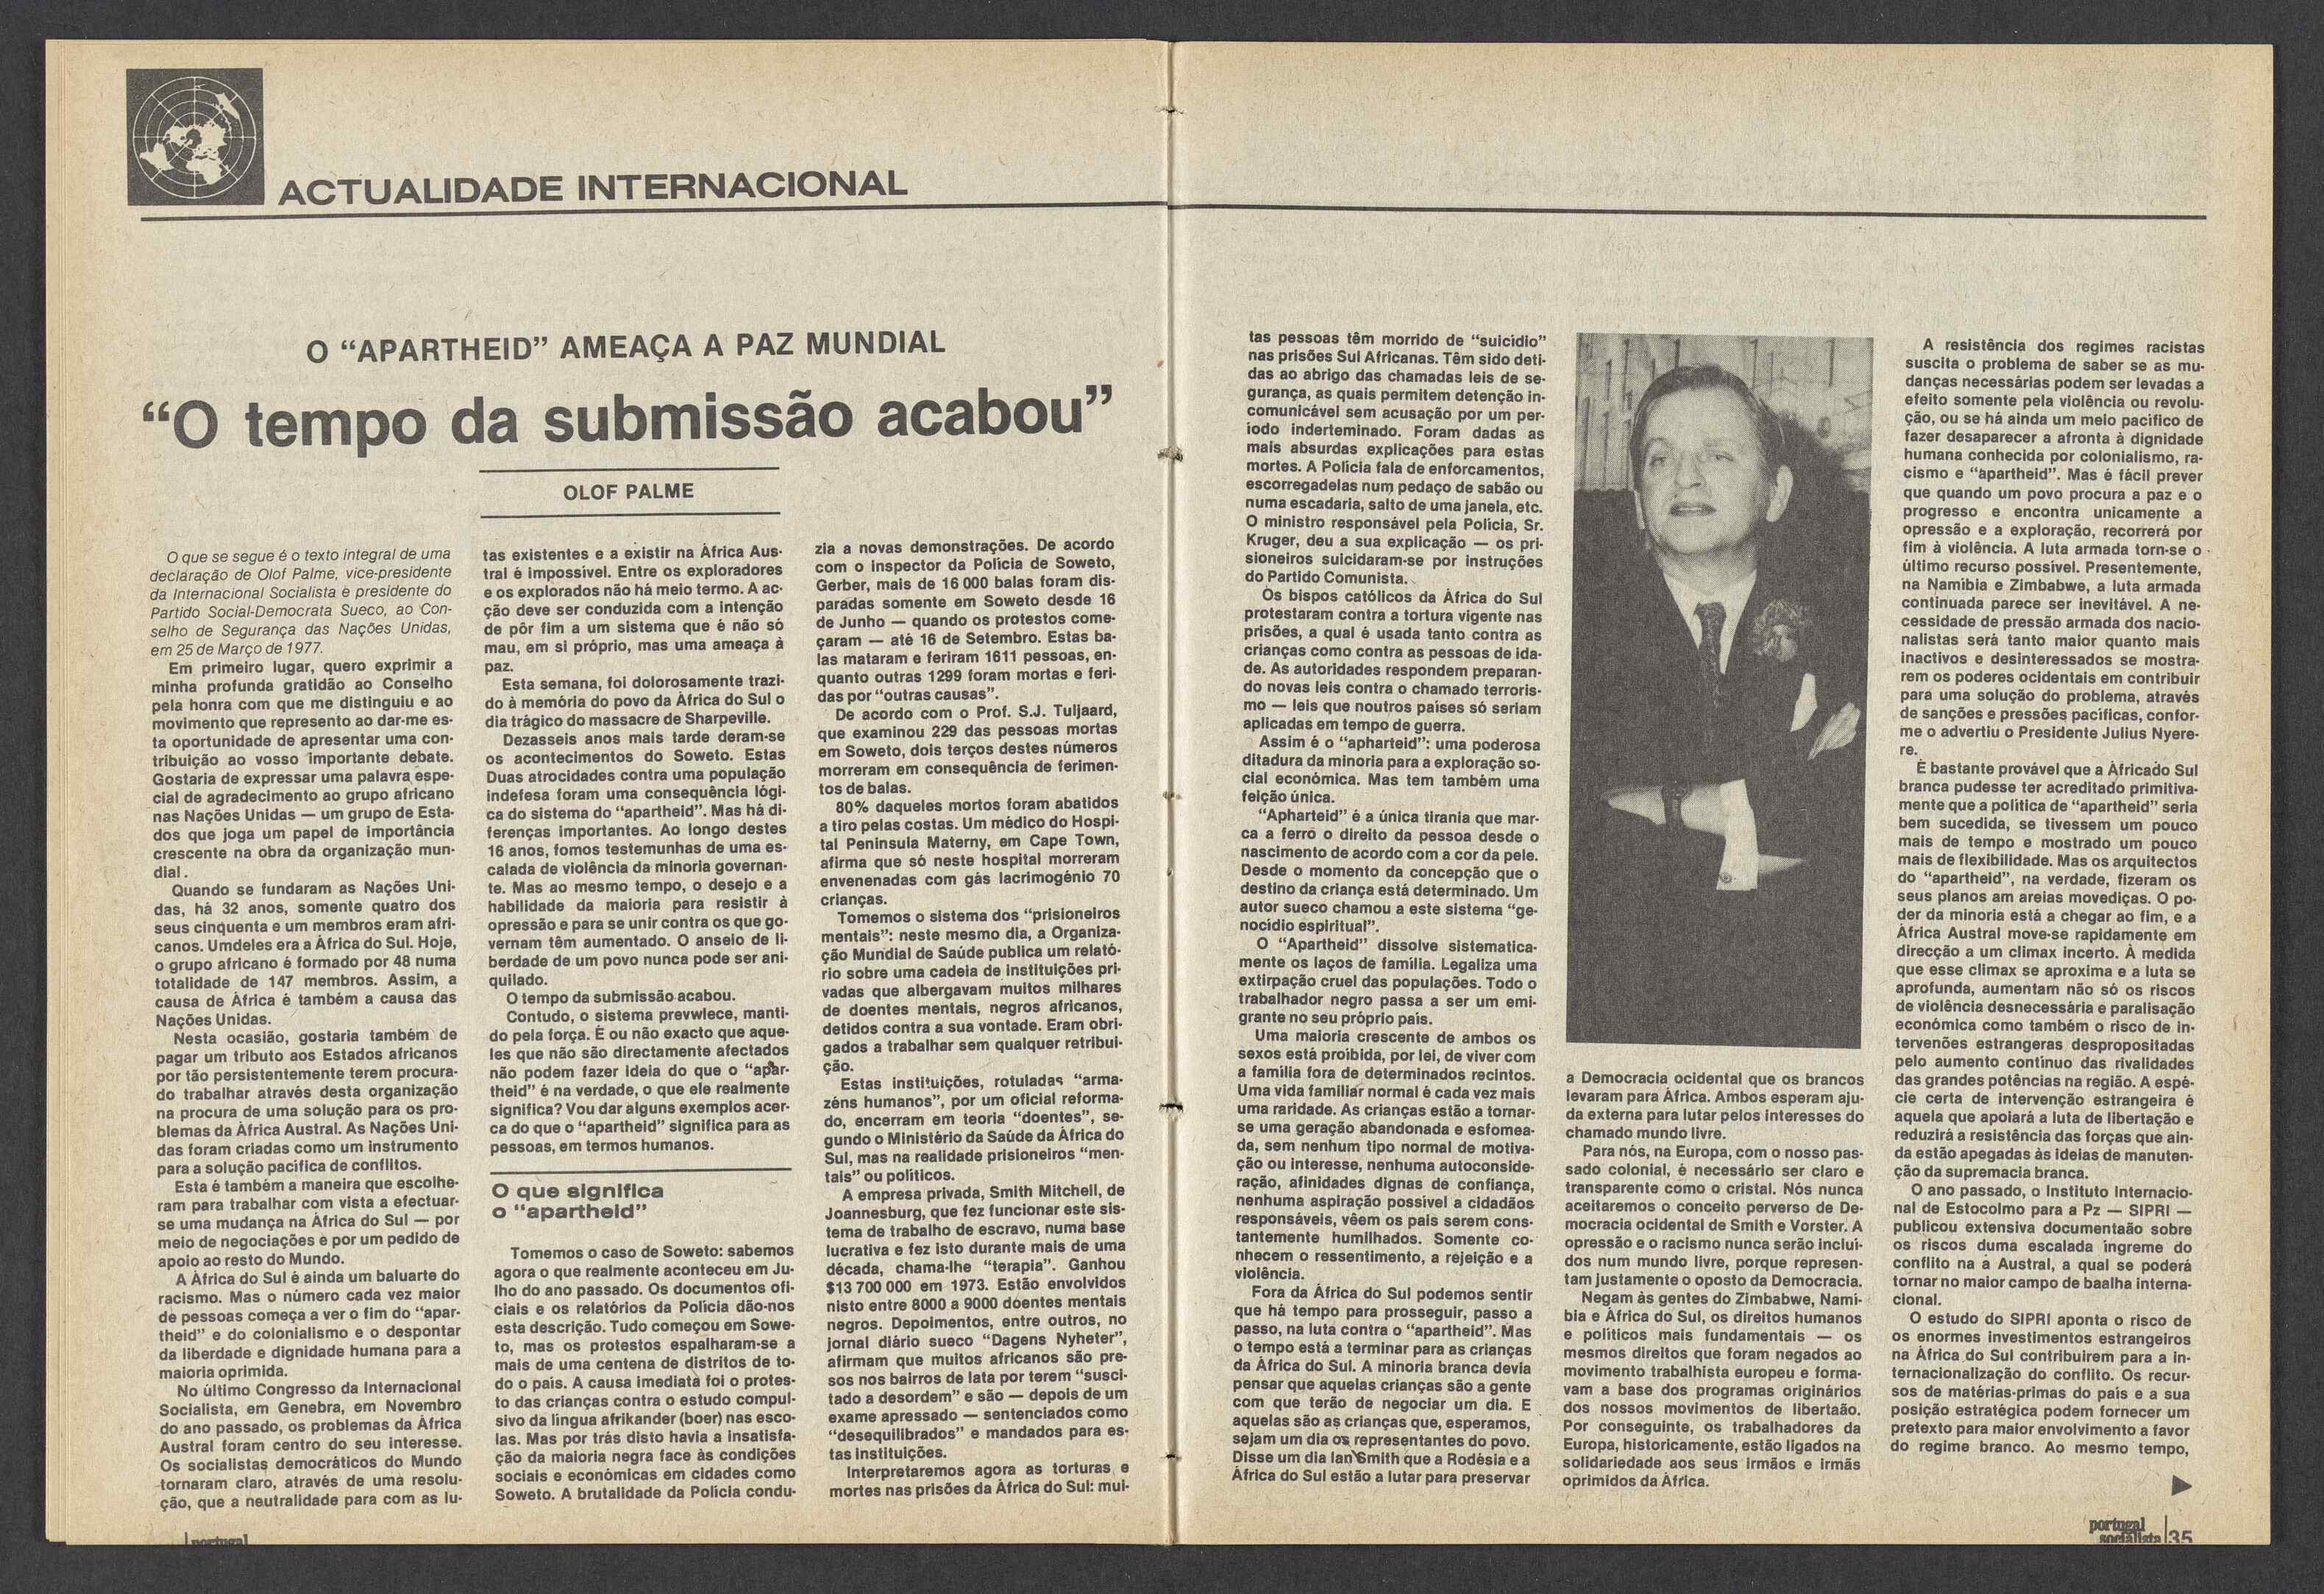 ACTUALIDADE INTERNACIONAL
O “APARTHEID” AMEAÇA A PAZ MUNDIAL
“O tempo da submissão acabou”
OLOF PALME
O que se segue é o texto integral de uma
declaração de Olof Palme, vice-presidente
da Internacional Socialista e presidente do
Partido Social-Democrata Sueco, ao Con-
selho de Segurança das Nações Unidas,
em 25 de Março de 1977.
Em primeiro lugar, quero exprimir a
minha profunda gratidão ao Conselho
pela honra com que me distinguiu e ao
movimento que represento ao dar-me es-
ta oportunidade de apresentar uma con-
tribuição ao vosso importante debate.
Gostaria de expressar uma palavra espe-
cial de agradecimento ao grupo africano
nas Nações Unidas — um grupo de Esta-
dos que joga um papel de importância
crescente na obra da organização mun-
dial.
Quando se fundaram as Nações Uni-
das, há 32 anos, somente quatro dos
seus cinquenta e um membros eram afri-
canos. Umdeles era a África do Sul. Hoje,
o grupo africano é formado por 48 numa
totalidade de 147 membros. Assim, a
causa de África é também a causa das
Nações Unidas.
Nesta ocasião, gostaria também de
pagar um tributo aos Estados africanos
por tão persistentemente terem procura-
do trabalhar através desta organização
na procura de uma solução para os pro-
blemas da África Austral. As Nações Uni-
das foram criadas como um instrumento
para a solução pacífica de conflitos.
Esta é também a maneira que escolhe-
ram para trabalhar com vista a efectuar-
se uma mudança na África do Sul — por
meio de negociações e por um pedido de
apoio ao resto do Mundo.
A África do Sul é ainda um baluarte do
racismo. Mas o número cada vez maior
de pessoas começa a ver o fim do “apar-
theid” e do colonialismo e o despontar
da liberdade e dignidade humana para a
maioria oprimida.
No último Congresso da Internacional
Socialista, em Genebra, em Novembro
do ano passado, os problemas da África
Austral foram centro do seu interesse.
Os socialistas democráticos do Mundo
tornaram claro, através de uma resolu-
ção, que a neutralidade para com as lu-
tas existentes e a existir na África Aus-
tral é impossível. Entre os exploradores
e os explorados não há meio termo. A ac-
ção deve ser conduzida com a intenção
de pôr fim a um sistema que é não só
mau, em si próprio, mas uma ameaça à
paz.
Esta semana, foi dolorosamente trazi-
do à memória do povo da África do Sul o
dia trágico do massacre de Sharpeville.
Dezasseis anos mais tarde deram-se
os acontecimentos do Soweto. Estas
Duas atrocidades contra uma população
indefesa foram uma consequência lógi-
ca do sistema do “apartheid”. Mas há di-
ferenças importantes. Ao longo destes
16 anos, fomos testemunhas de uma es-
calada de violência da minoria governan-
te. Mas ao mesmo tempo, o desejo e a
habilidade da maioria para resistir à
opressão e para se unir contra os que go-
vernam têm aumentado. O anseio de li-
berdade de um povo nunca pode ser ani-
quilado.
O tempo da submissão acabou.
Contudo, o sistema prevwlece, manti-
do pela força. É ou não exacto que aque-
les que não são directamente afectados
não podem fazer ideia do que o “apar-
theid” é na verdade, o que ele realmente
significa? Vou dar alguns exemplos acer-
ca do que o “apartheid” significa para as
pessoas, em termos humanos.
O que significa
o “apartheid”
Tomemos o caso de Soweto: sabemos
agora o que realmente aconteceu em Ju-
lho do ano passado. Os documentos ofi-
ciais e os relatórios da Polícia dão-nos
esta descrição. Tudo começou em Sowe-
to, mas os protestos espalharam-se a
mais de uma centena de distritos de to-
do o país. A causa imediata foi o protes-
to das crianças contra o estudo compul-
sivo da língua afrikander (boer) nas esco-
las. Mas por trás disto havia a insatisfa-
ção da maioria negra face às condições
sociais e económicas em cidades como
Soweto. A brutalidade da Polícia condu-
zia a novas demonstrações. De acordo
com o inspector da Polícia de Soweto,
Gerber, mais de 16 000 balas foram dis-
paradas somente em Soweto desde 16
de Junho — quando os protestos come-
çaram — até 16 de Setembro. Estas ba-
las mataram e feriram 1611 pessoas, en-
quanto outras 1299 foram mortas e feri-
das por “outras causas”.
De acordo com o Prof. S.J. Tuljaard,
que examinou 229 das pessoas mortas
em Soweto, dois terços destes números
morreram em consequência de ferimen-
tos de balas.
80% daqueles mortos foram abatidos
a tiro pelas costas. Um médico do Hospi-
tal Peninsula Materny, em Cape Town,
afirma que só neste hospital morreram
envenenadas com gás lacrimogénio 70
crianças.
Tomemos o sistema dos “prisioneiros
mentais”: neste mesmo dia, a Organiza-
ção Mundial de Saúde publica um relató-
rio sobre uma cadeia de instituições pri-
vadas que albergavam muitos milhares
de doentes mentais, negros africanos,
detidos contra a sua vontade. Eram obri-
gados a trabalhar sem qualquer retribui-
ção.
Estas instituições, rotuladas “arma-
zéns humanos”, por um oficial reforma-
do, encerram em teoria “doentes”, se-
gundo o Ministério da Saúde da África do
Sul, mas na realidade prisioneiros “men-
tais” ou políticos.
A empresa privada, Smith Mitchell, de
Joannesburg, que fez funcionar este sis-
tema de trabalho de escravo, numa base
lucrativa e fez isto durante mais de uma
década, chama-lhe “terapia”. Ganhou
$13 700 000 em 1973. Estão envolvidos
nisto entre 8000 a 9000 doentes mentais
negros. Depoimentos, entre outros, no
jornal diário sueco “Dagens Nyheter”,
afirmam que muitos africanos são pre-
sos nos bairros de lata por terem “susci-
tado a desordem” e são — depois de um
exame apressado — sentenciados como
“desequilibrados” e mandados para es-
tas instituições.
Interpretaremos agora as torturas e
mortes nas prisões da África do Sul: mui-
tas pessoas têm morrido de “suicídio”
nas prisões Sul Africanas. Têm sido deti-
das ao abrigo das chamadas leis de se-
gurança, as quais permitem detenção in-
comunicável sem acusação por um per-
íodo inderteminado. Foram dadas as
mais absurdas explicações para estas
mortes. A Polícia fala de enforcamentos,
escorregadelas num pedaço de sabão ou
numa escadaria, salto de uma janela, etc.
O ministro responsável pela Polícia, Sr.
Kruger, deu a sua explicação — os pri-
sioneiros suicidaram-se por instruções
do Partido Comunista.
Os bispos católicos da África do Sul
protestaram contra a tortura vigente nas
prisões, a qual é usada tanto contra as
crianças como contra as pessoas de ida-
de. As autoridades respondem preparan-
do novas leis contra o chamado terroris-
mo — leis que noutros países só seriam
aplicadas em tempo de guerra.
Assim é o “apharteid”: uma poderosa
ditadura da minoria para a exploração so-
cial económica. Mas tem também uma
feição única.
“Apharteid” é a única tirania que mar-
ca a ferro o direito da pessoa desde o
nascimento de acordo com a cor da pele.
Desde o momento da concepção que o
destino da criança está determinado. Um
autor sueco chamou a este sistema “ge-
nocídio espiritual”.
O “Apartheid” dissolve sistematica-
mente os laços de família. Legaliza uma
extirpação cruel das populações. Todo o
trabalhador negro passa a ser um emi-
grante no seu próprio país.
Uma maioria crescente de ambos os
sexos está proibida, por lei, de viver com
a família fora de determinados recintos.
Uma vida familiar normal é cada vez mais
uma raridade. As crianças estão a tornar-
se uma geração abandonada e esfomea-
da, sem nenhum tipo normal de motiva-
ção ou interesse, nenhuma autoconside-
ração, afinidades dignas de confiança,
nenhuma aspiração possível a cidadãos
responsáveis, vêem os pais serem cons-
tantemente humilhados. Somente co-
nhecem o ressentimento, a rejeição e a
violência.
Fora da África do Sul podemos sentir
que há tempo para prosseguir, passo a
passo, na luta contra o “apartheid”. Mas
o tempo está a terminar para as crianças
da África do Sul. A minoria branca devia
pensar que aquelas crianças são a gente
com que terão de negociar um dia. E
aquelas são as crianças que, esperamos,
sejam um dia os representantes do povo.
Disse um dia Ian Smith que a Rodésia e a
África do Sul estão a lutar para preservar
a Democracia ocidental que os brancos
levaram para África. Ambos esperam aju-
da externa para lutar pelos interesses do
chamado mundo livre.
Para nós, na Europa, com o nosso pas-
sado colonial, é necessário ser claro e
transparente como o cristal. Nós nunca
aceitaremos o conceito perverso de De-
mocracia ocidental de Smith e Vorster. A
opressão e o racismo nunca serão incluí-
dos num mundo livre, porque represen-
tam justamente o oposto da Democracia.
Negam às gentes do Zimbabwe, Namí-
bia e África do Sul, os direitos humanos
e políticos mais fundamentais — os
mesmos direitos que foram negados ao
movimento trabalhista europeu e forma-
vam a base dos programas originários
dos nossos movimentos de libertaão.
Por conseguinte, os trabalhadores da
Europa, historicamente, estão ligados na
solidariedade aos seus irmãos e irmãs
oprimidos da África.
A resistência dos regimes racistas
suscita o problema de saber se as mu-
danças necessárias podem ser levadas a
efeito somente pela violência ou revolu-
ção, ou se há ainda um meio pacífico de
fazer desaparecer a afronta à dignidade
humana conhecida por colonialismo, ra-
cismo e “apartheid”. Mas é fácil prever
que quando um povo procura a paz e o
progresso e encontra unicamente a
opressão e a exploração, recorrerá por
fim à violência. A luta armada torn-se o
último recurso possível. Presentemente,
na Namíbia e Zimbabwe, a luta armada
continuada parece ser inevitável. A ne-
cessidade de pressão armada dos nacio-
nalistas será tanto maior quanto mais
inactivos e desinteressados se mostra-
rem os poderes ocidentais em contribuir
para uma solução do problema, através
de sanções e pressões pacíficas, confor-
me o advertiu o Presidente Julius Nyere-
re.
É bastante provável que a Áfricado Sul
branca pudesse ter acreditado primitiva-
mente que a política de “apartheid” seria
bem sucedida, se tivessem um pouco
mais de tempo e mostrado um pouco
mais de flexibilidade. Mas os arquitectos
do “apartheid”, na verdade, fizeram os
seus planos am areias movediças. O po-
der da minoria está a chegar ao fim, e a
África Austral move-se rapidamente em
direcção a um climax incerto. À medida
que esse climax se aproxima e a luta se
aprofunda, aumentam não só os riscos
de violência desnecessária e paralisação
económica como também o risco de in-
tervenões estrangeras despropositadas
pelo aumento contínuo das rivalidades
das grandes potências na região. A espé-
cie certa de intervenção estrangeira é
aquela que apoiará a luta de libertação e
reduzirá a resistência das forças que ain-
da estão apegadas às ideias de manuten-
ção da supremacia branca.
O ano passado, o Instituto Internacio-
nal de Estocolmo para a Pz — SIPRI —
publicou extensiva documentaão sobre
os riscos duma escalada íngreme do
conflito na a Austral, a qual se poderá
tornar no maior campo de baalha interna-
cional.
O estudo do SIPRI aponta o risco de
os enormes investimentos estrangeiros
na África do Sul contribuirem para a in-
ternacionalização do conflito. Os recur-
sos de matérias-primas do país e a sua
posição estratégica podem fornecer um
pretexto para maior envolvimento a favor
do regime branco. Ao mesmo tempo,
portugal
portugal
socialista 35